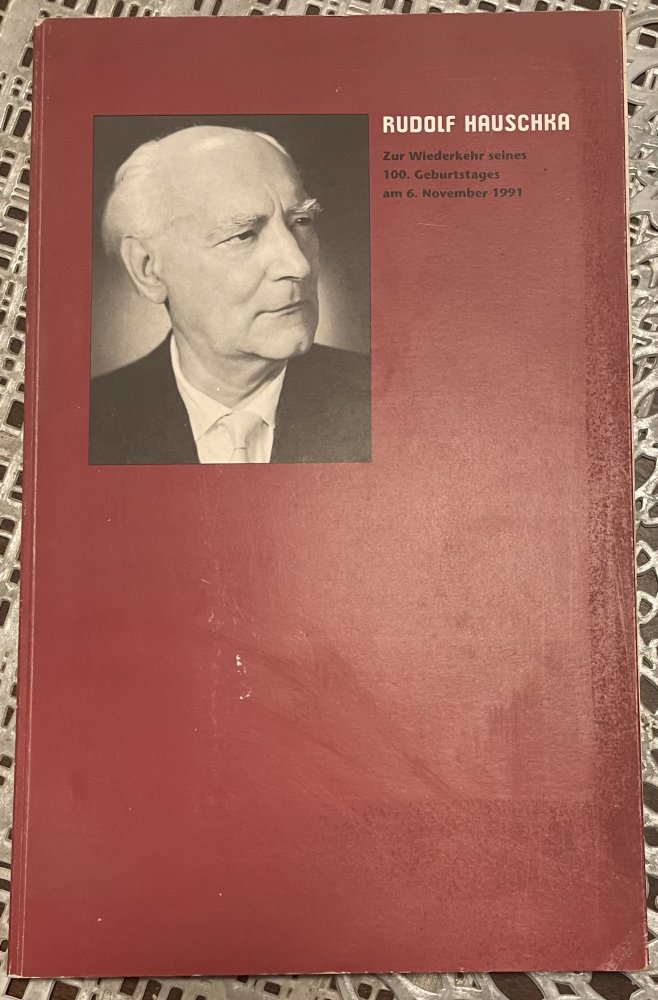 RUDOLF HAUSCHKA
Zur Wiederkehr seines
100. Geburtstages
am 6. November 1991